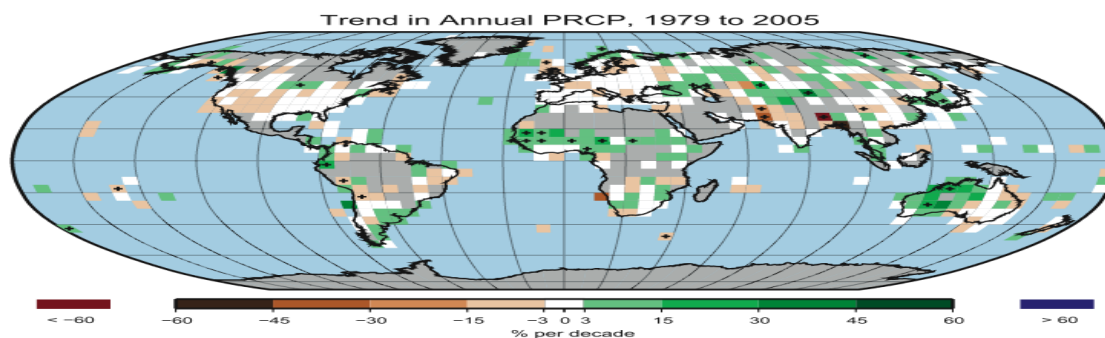 Trend in Annual PRCP, 1979 to 2005
< −60 −60 −45 −30 −15 −3 0 3 15 30 45 60 > 60
% per decade